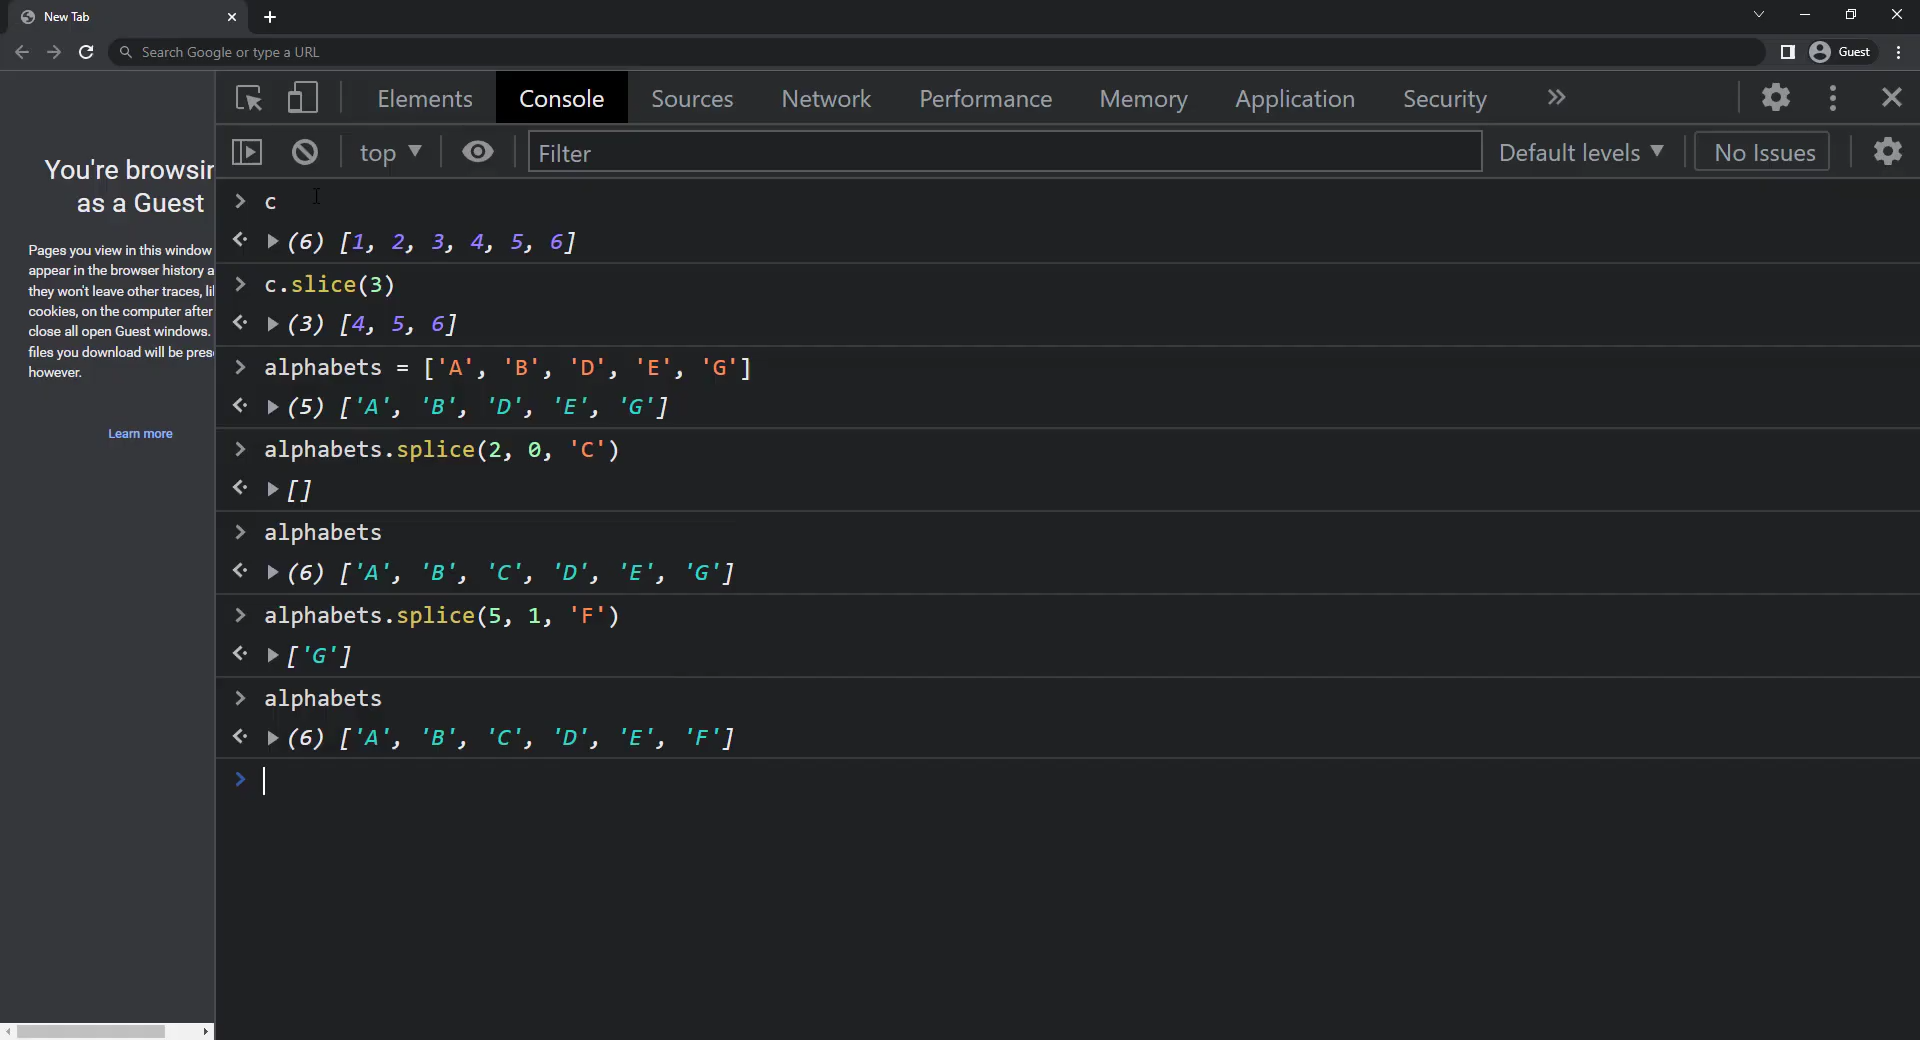 New Tab
Search Google or type a URL
Guest
Elements Console Sources Network Performance Memory Application Security
top Filter Default levels No Issues
You're browsin
as a Guest
Pages you view in this window
appear in the browser history a
they won't leave other traces, li
cookies, on the computer after
close all open Guest windows.
files you download will be pres
however.
Learn more
> c
(6) [1, 2, 3, 4, 5, 6]
> c.slice(3)
(3) [4, 5, 6]
> alphabets = ['A', 'B', 'D', 'E', 'G']
(5) ['A', 'B', 'D', 'E', 'G']
> alphabets.splice(2, 0, 'C')
[]
> alphabets
(6) ['A', 'B', 'C', 'D', 'E', 'G']
> alphabets.splice(5, 1, 'F')
['G']
> alphabets
(6) ['A', 'B', 'C', 'D', 'E', 'F']
>